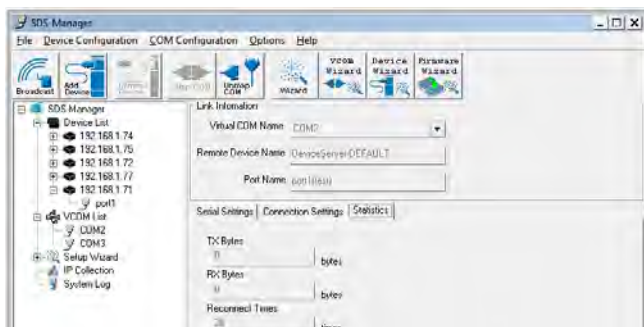 SDS Manager
File Device Configuration COM Configuration Options Help
Broadcast Add Device Unmap COM Wizard VCOM Wizard Device Wizard Firmware Wizard
SDS Manager
Device List
192.168.1.74
192.168.1.75
192.168.1.72
192.168.1.77
192.168.1.71
port1
VCOM List
COM2
COM3
Setup Wizard
IP Collection
System Log
Link Infomation
Virtual COM Name COM2
Remote Device Name DeviceServer-DEFAULT
Port Name
Serial Settings Connection Settings Statistics
TX Bytes
0 bytes
RX Bytes
0 bytes
Reconnect Times
times